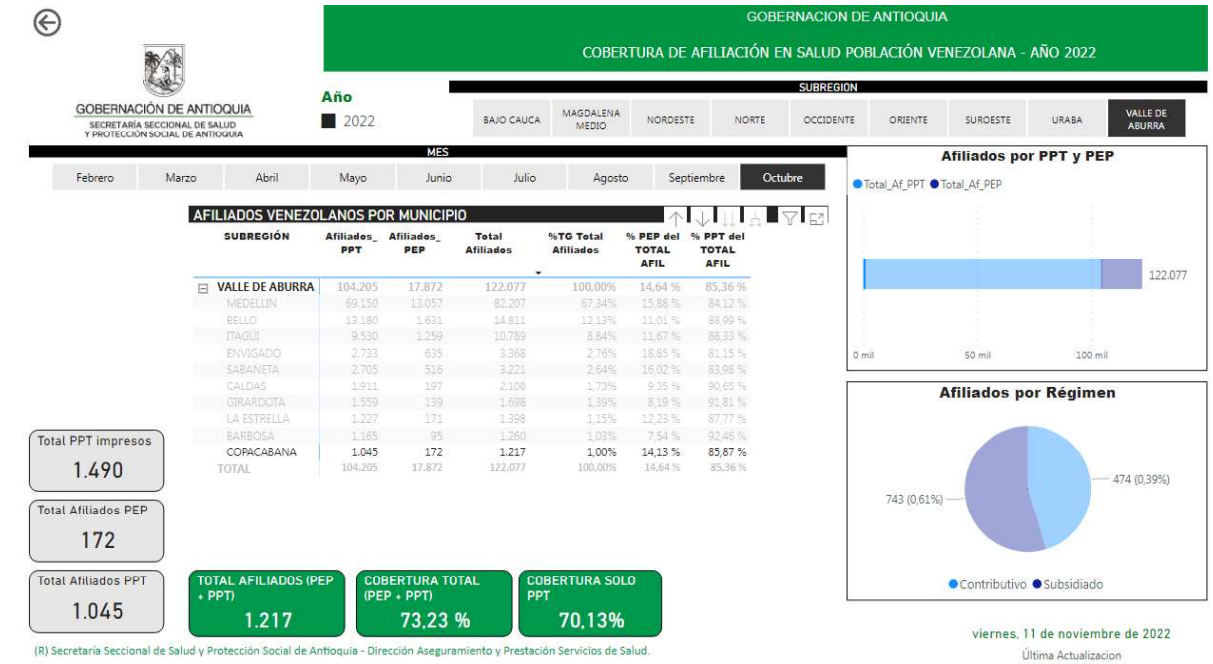 GOBERNACION DE ANTIOQUIA
COBERTURA DE AFILIACIÓN EN SALUD POBLACIÓN VENEZOLANA - AÑO 2022
GOBERNACIÓN DE ANTIOQUIA
SECRETARÍA SECCIONAL DE SALUD
Y PROTECCIÓN SOCIAL DE ANTIOQUIA
Año
2022
SUBREGION
BAJO CAUCA MAGDALENA MEDIO NORDESTE NORTE OCCIDENTE ORIENTE SUROESTE URABA VALLE DE ABURRA
MES
Febrero Marzo Abril Mayo Junio Julio Agosto Septiembre Octubre
AFILIADOS VENEZOLANOS POR MUNICIPIO
SUBREGIÓN Afiliados_PPT Afiliados_PEP Total Afiliados %TG Total Afiliados % PEP del TOTAL AFIL % PPT del TOTAL AFIL
VALLE DE ABURRA 104.205 17.872 122.077 100,00% 14,64 % 85,36 %
MEDELLIN 69.150 13.057 82.207 67,34% 15,88 % 84,12 %
BELLO 13.180 1.631 14.811 12,13% 11,01 % 88,99 %
ITAGÜI 9.530 1.259 10.789 8,84% 11,67 % 88,33 %
ENVIGADO 2.733 635 3.368 2,76% 18,85 % 81,15 %
SABANETA 2.705 516 3.221 2,64% 16,02 % 83,98 %
CALDAS 1.911 197 2.108 1,73% 9,35 % 90,65 %
GIRARDOTA 1.559 139 1.698 1,39% 8,19 % 91,81 %
LA ESTRELLA 1.227 171 1.398 1,15% 12,23 % 87,77 %
BARBOSA 1.165 95 1.260 1,03% 7,54 % 92,46 %
COPACABANA 1.045 172 1.217 1,00% 14,13 % 85,87 %
TOTAL 104.205 17.872 122.077 100,00% 14,64 % 85,36 %
Afiliados por PPT y PEP
Total_Af_PPT Total_Af_PEP
122.077
0 mil 50 mil 100 mil
Afiliados por Régimen
474 (0,39%)
743 (0,61%)
Contributivo Subsidiado
Total PPT impresos
1.490
Total Afiliados PEP
172
Total Afiliados PPT
1.045
TOTAL AFILIADOS (PEP + PPT)
1.217
COBERTURA TOTAL (PEP + PPT)
73,23 %
COBERTURA SOLO PPT
70,13%
viernes, 11 de noviembre de 2022
Última Actualizacion
(R) Secretaría Seccional de Salud y Protección Social de Antioquia - Dirección Aseguramiento y Prestación Servicios de Salud.